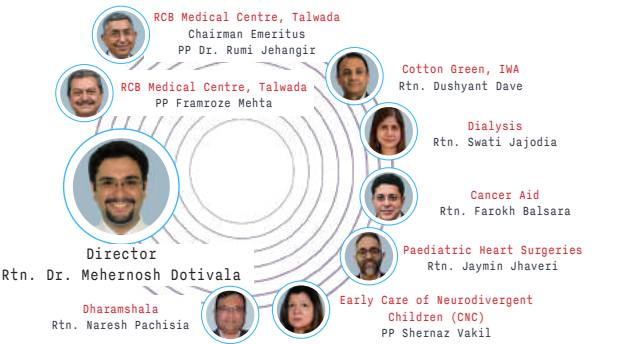 RCB Medical Centre, Talwada
Chairman Emeritus
PP Dr. Rumi Jehangir
RCB Medical Centre, Talwada
PP Framroze Mehta
Director
Rtn. Dr. Mehernosh Dotivala
Dharamshala
Rtn. Naresh Pachisia
Cotton Green, IWA
Rtn. Dushyant Dave
Dialysis
Rtn. Swati Jajodia
Cancer Aid
Rtn. Farokh Balsara
Paediatric Heart Surgeries
Rtn. Jaymin Jhaveri
Early Care of Neurodivergent
Children (CNC)
PP Shernaz Vakil